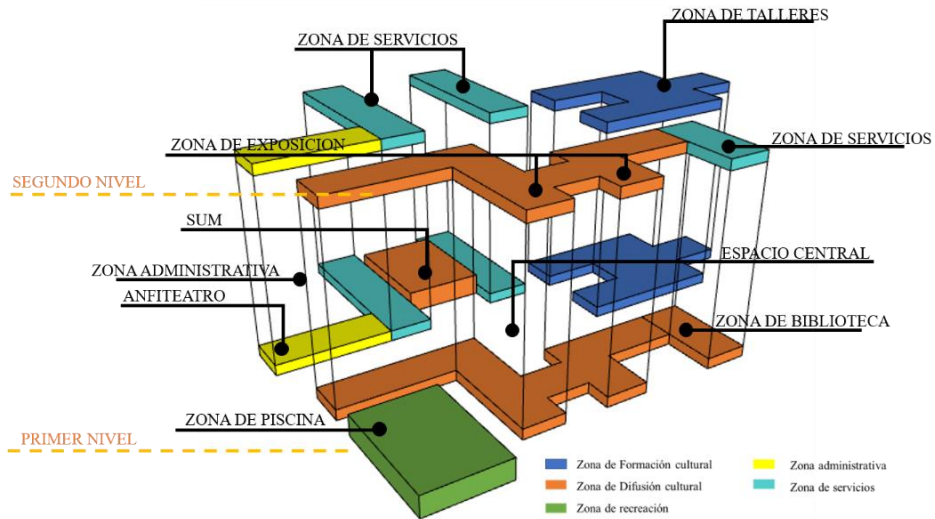 ZONA DE TALLERES
ZONA DE SERVICIOS
ZONA DE EXPOSICION
ZONA DE SERVICIOS
SEGUNDO NIVEL
SUM
ESPACIO CENTRAL
ZONA ADMINISTRATIVA
ANFITEATRO
ZONA DE BIBLIOTECA
ZONA DE PISCINA
PRIMER NIVEL
Zona de Formación cultural
Zona administrativa
Zona de Difusión cultural
Zona de servicios
Zona de recreación